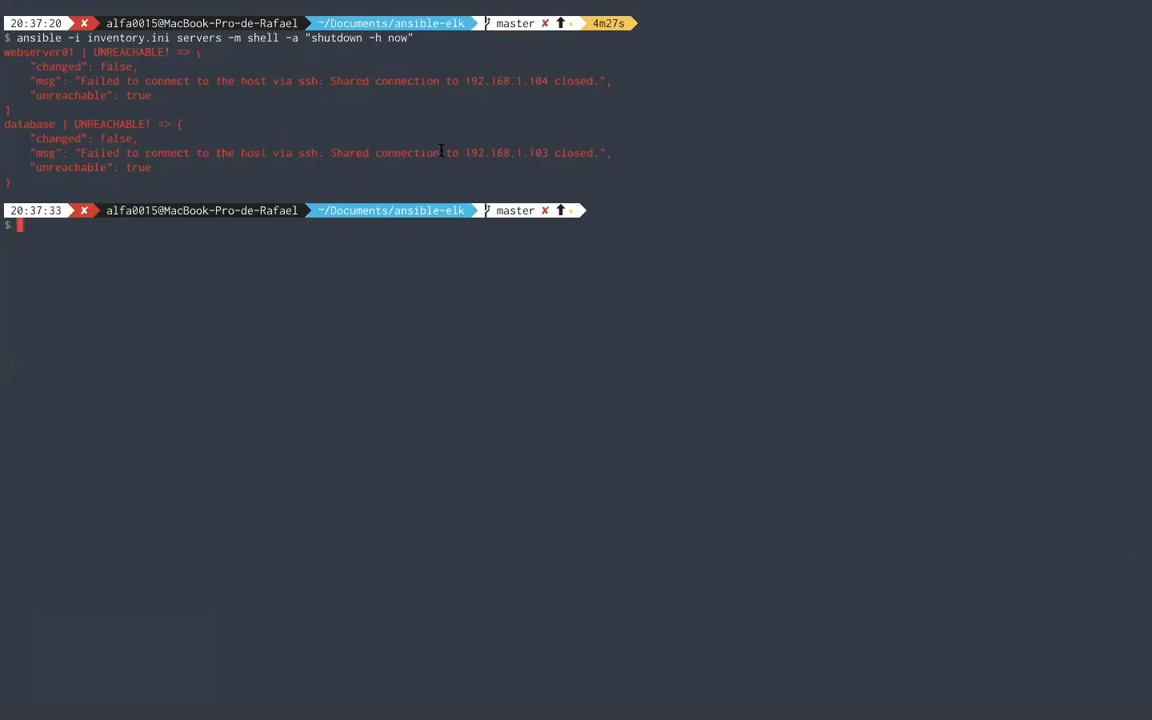 20:37:20 ✘ alfa0015@MacBook-Pro-de-Rafael ~/Documents/ansible-elk master ✘ ⬆ 4m27s
$ ansible -i inventory.ini servers -m shell -a "shutdown -h now"
webserver01 | UNREACHABLE! => {
    "changed": false,
    "msg": "Failed to connect to the host via ssh: Shared connection to 192.168.1.104 closed.",
    "unreachable": true
}
database | UNREACHABLE! => {
    "changed": false,
    "msg": "Failed to connect to the host via ssh: Shared connection to 192.168.1.103 closed.",
    "unreachable": true
}
20:37:33 ✘ alfa0015@MacBook-Pro-de-Rafael ~/Documents/ansible-elk master ✘ ⬆
$